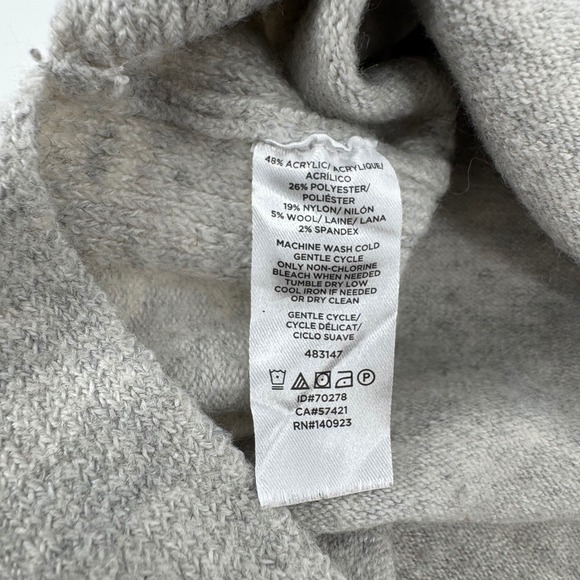 48% ACRYLIC/ ACRYLIQUE/
ACRÍLICO
26% POLYESTER/
POLIÉSTER
19% NYLON/ NILÓN
5% WOOL/ LAINE/ LANA
2% SPANDEX
MACHINE WASH COLD
GENTLE CYCLE
ONLY NON-CHLORINE
BLEACH WHEN NEEDED
TUMBLE DRY LOW
COOL IRON IF NEEDED
OR DRY CLEAN
GENTLE CYCLE/
CYCLE DÉLICAT/
CICLO SUAVE
483147
P
ID#70278
CA#57421
RN#140923